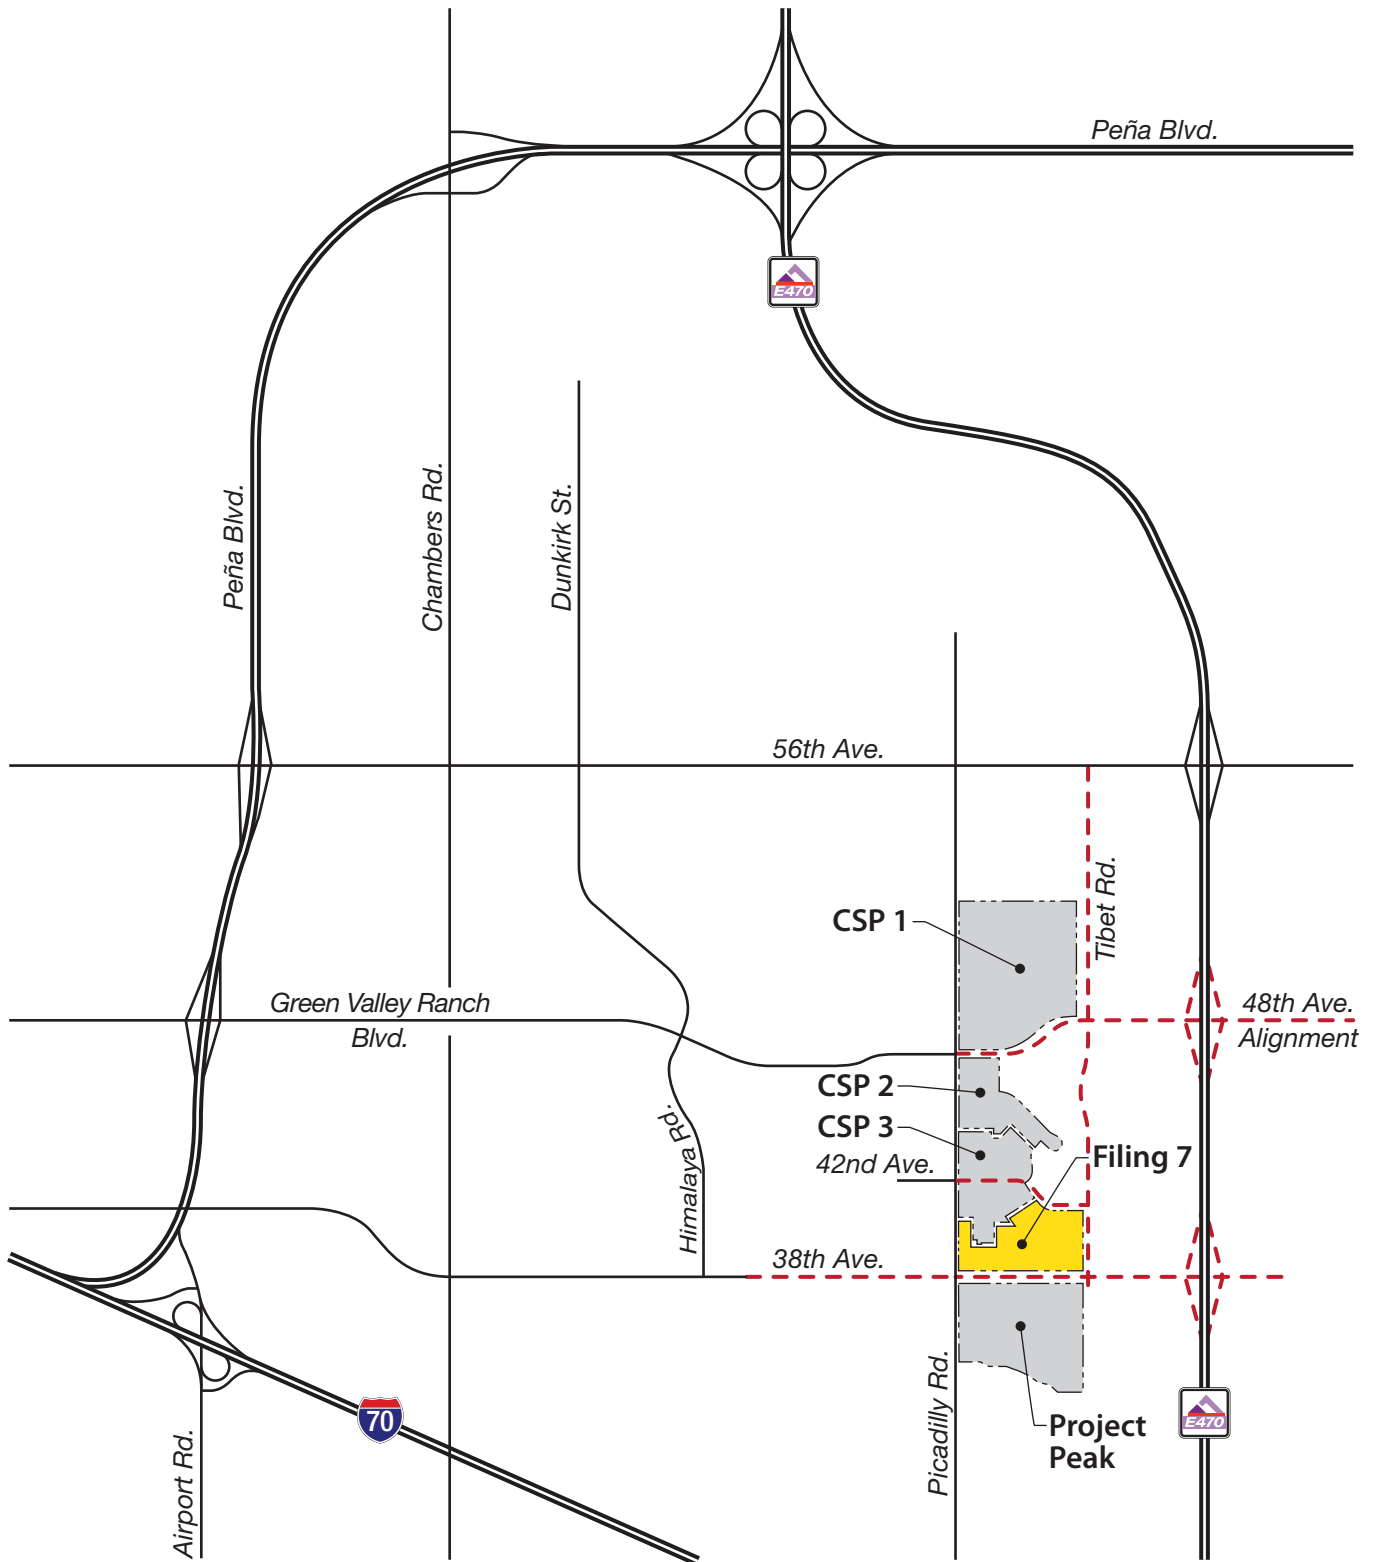 Peña Blvd.
E470
Peña Blvd.
Chambers Rd.
Dunkirk St.
56th Ave.
Tibet Rd.
CSP 1
Green Valley Ranch
Blvd.
48th Ave.
Alignment
CSP 2
CSP 3
42nd Ave.
Filing 7
Himalaya Rd.
38th Ave.
Picadilly Rd.
70
E470
Project
Peak
Airport Rd.